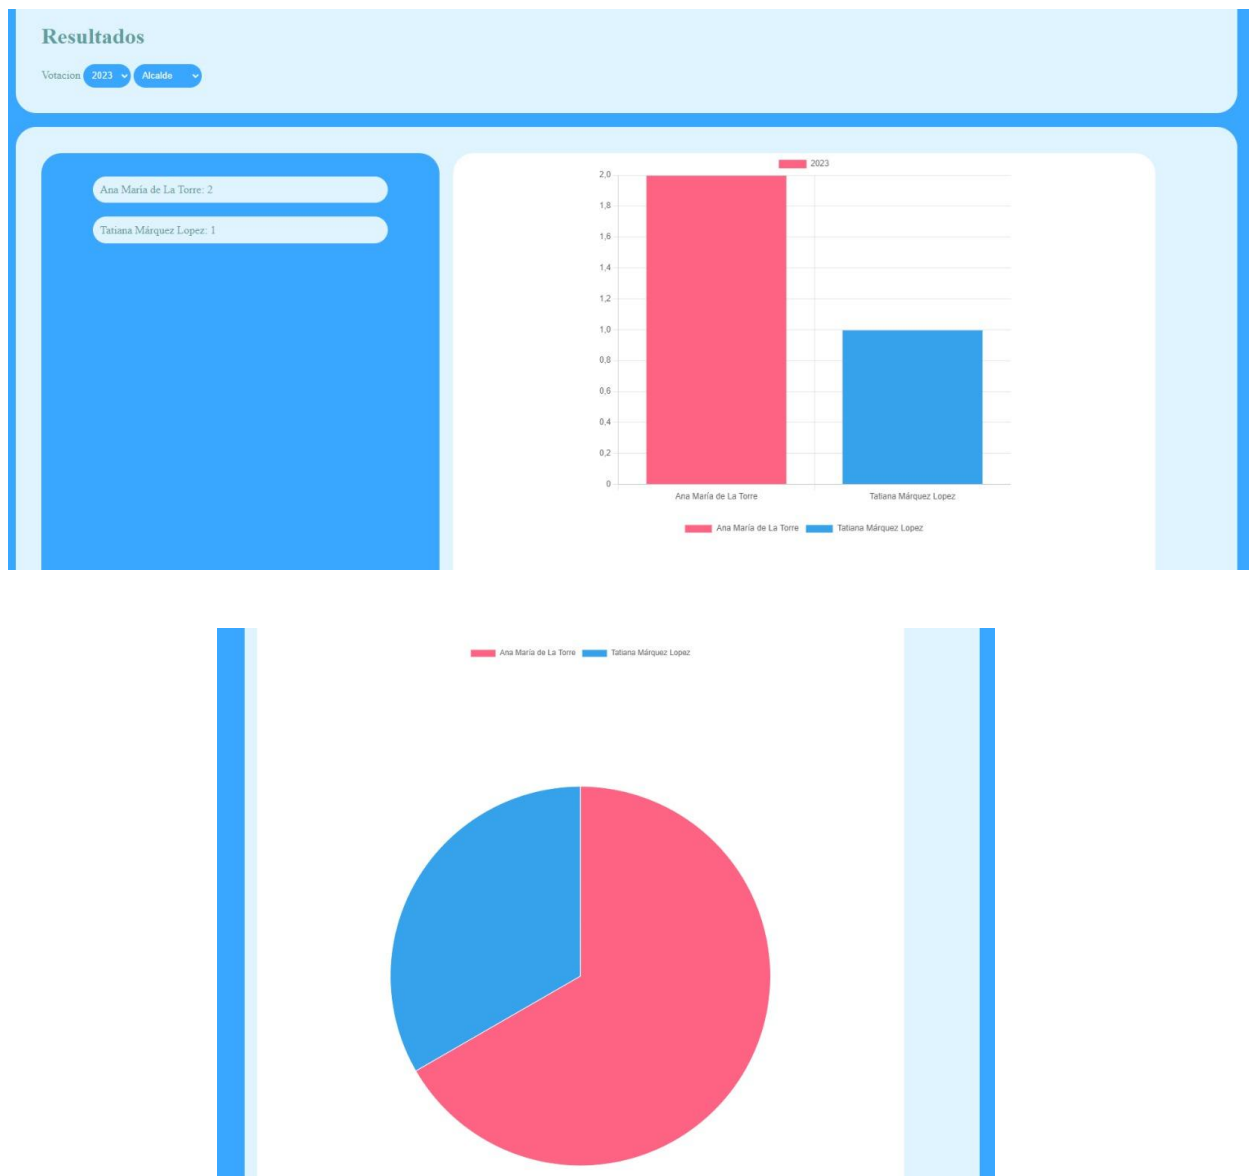 Resultados
Votacion 2023 Alcalde
Ana María de La Torre: 2
Tatiana Márquez Lopez: 1
2023
2,0
1,8
1,6
1,4
1,2
1,0
0,8
0,6
0,4
0,2
0
Ana María de La Torre Tatiana Márquez Lopez
Ana María de La Torre Tatiana Márquez Lopez
Ana María de La Torre Tatiana Márquez Lopez